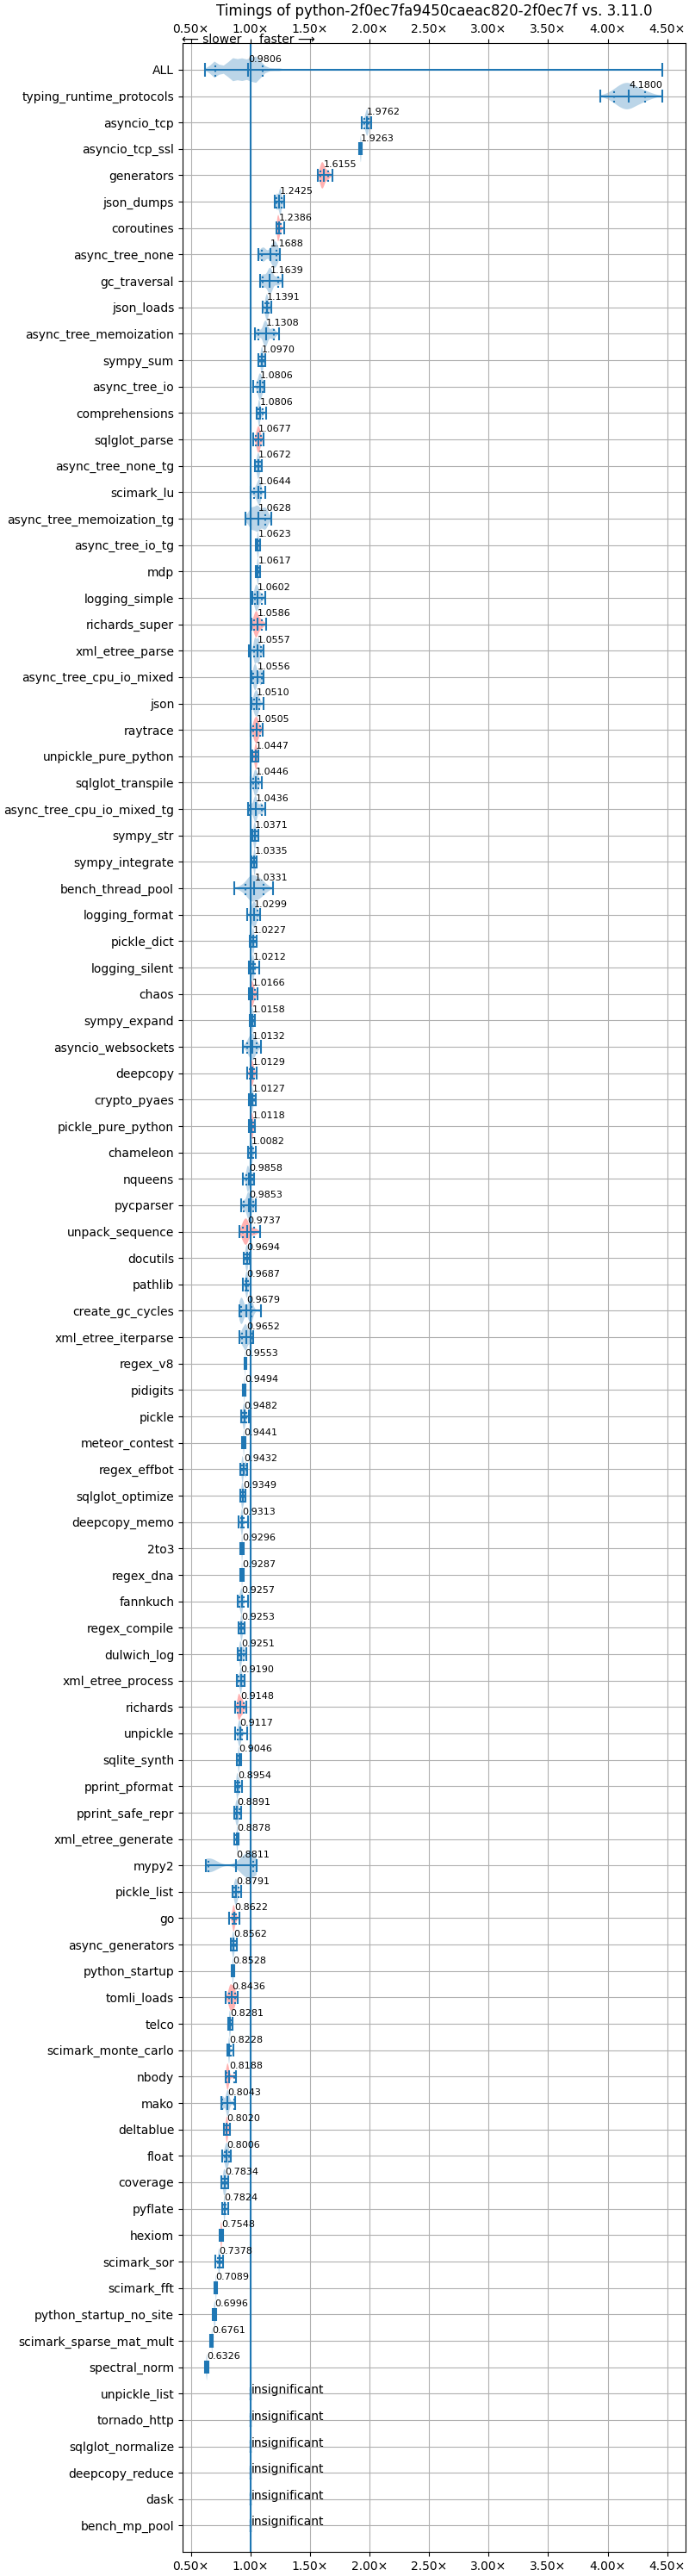 Timings of python-2f0ec7fa9450caeac820-2f0ec7f vs. 3.11.0
0.50× 1.00× 1.50× 2.00× 2.50× 3.00× 3.50× 4.00× 4.50×
⟵ slower faster ⟶
ALL 0.9806
typing_runtime_protocols 4.1800
asyncio_tcp 1.9762
asyncio_tcp_ssl 1.9263
generators 1.6155
json_dumps 1.2425
coroutines 1.2386
async_tree_none 1.1688
gc_traversal 1.1639
json_loads 1.1391
async_tree_memoization 1.1308
sympy_sum 1.0970
async_tree_io 1.0806
comprehensions 1.0806
sqlglot_parse 1.0677
async_tree_none_tg 1.0672
scimark_lu 1.0644
async_tree_memoization_tg 1.0628
async_tree_io_tg 1.0623
mdp 1.0617
logging_simple 1.0602
richards_super 1.0586
xml_etree_parse 1.0557
async_tree_cpu_io_mixed 1.0556
json 1.0510
raytrace 1.0505
unpickle_pure_python 1.0447
sqlglot_transpile 1.0446
async_tree_cpu_io_mixed_tg 1.0436
sympy_str 1.0371
sympy_integrate 1.0335
bench_thread_pool 1.0331
logging_format 1.0299
pickle_dict 1.0227
logging_silent 1.0212
chaos 1.0166
sympy_expand 1.0158
asyncio_websockets 1.0132
deepcopy 1.0129
crypto_pyaes 1.0127
pickle_pure_python 1.0118
chameleon 1.0082
nqueens 0.9858
pycparser 0.9853
unpack_sequence 0.9737
docutils 0.9694
pathlib 0.9687
create_gc_cycles 0.9679
xml_etree_iterparse 0.9652
regex_v8 0.9553
pidigits 0.9494
pickle 0.9482
meteor_contest 0.9441
regex_effbot 0.9432
sqlglot_optimize 0.9349
deepcopy_memo 0.9313
2to3 0.9296
regex_dna 0.9287
fannkuch 0.9257
regex_compile 0.9253
dulwich_log 0.9251
xml_etree_process 0.9190
richards 0.9148
unpickle 0.9117
sqlite_synth 0.9046
pprint_pformat 0.8954
pprint_safe_repr 0.8891
xml_etree_generate 0.8878
mypy2 0.8811
pickle_list 0.8791
go 0.8622
async_generators 0.8562
python_startup 0.8528
tomli_loads 0.8436
telco 0.8281
scimark_monte_carlo 0.8228
nbody 0.8188
mako 0.8043
deltablue 0.8020
float 0.8006
coverage 0.7834
pyflate 0.7824
hexiom 0.7548
scimark_sor 0.7378
scimark_fft 0.7089
python_startup_no_site 0.6996
scimark_sparse_mat_mult 0.6761
spectral_norm 0.6326
unpickle_list insignificant
tornado_http insignificant
sqlglot_normalize insignificant
deepcopy_reduce insignificant
dask insignificant
bench_mp_pool insignificant
0.50× 1.00× 1.50× 2.00× 2.50× 3.00× 3.50× 4.00× 4.50×